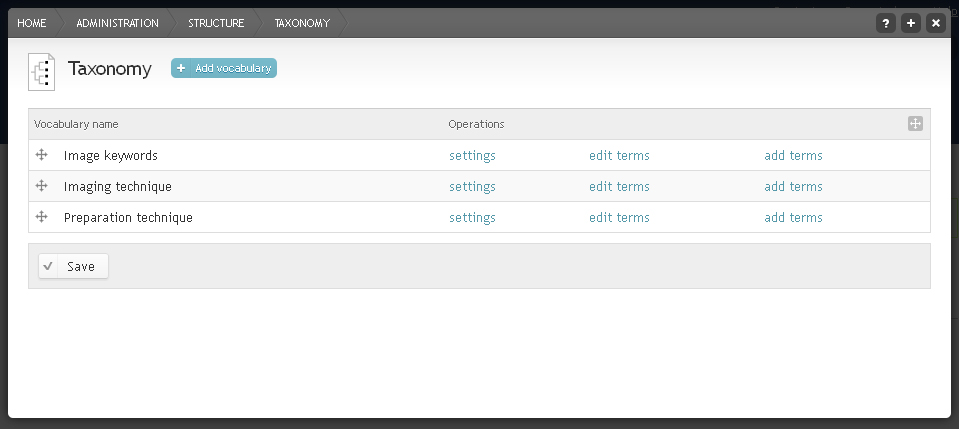 HOME ADMINISTRATION STRUCTURE TAXONOMY ? + ×
Taxonomy + Add vocabulary
Vocabulary name Operations
Image keywords settings edit terms add terms
Imaging technique settings edit terms add terms
Preparation technique settings edit terms add terms
Save